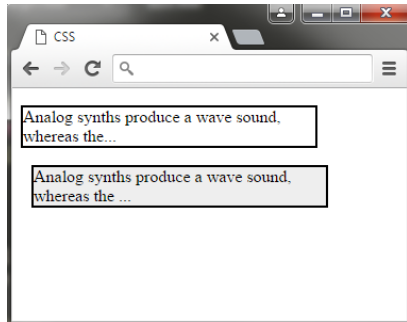 CSS
Analog synths produce a wave sound,
whereas the...
Analog synths produce a wave sound,
whereas the ...